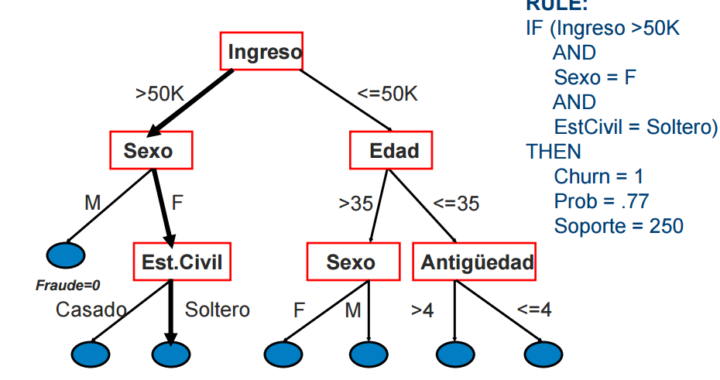 RULE:
IF (Ingreso >50K
AND
Sexo = F
AND
EstCivil = Soltero)
THEN
Churn = 1
Prob = .77
Soporte = 250
Ingreso
>50K
<=50K
Sexo
Edad
M
F
>35
<=35
Est.Civil
Sexo
Antigüedad
Fraude=0
Casado
Soltero
F
M
>4
<=4